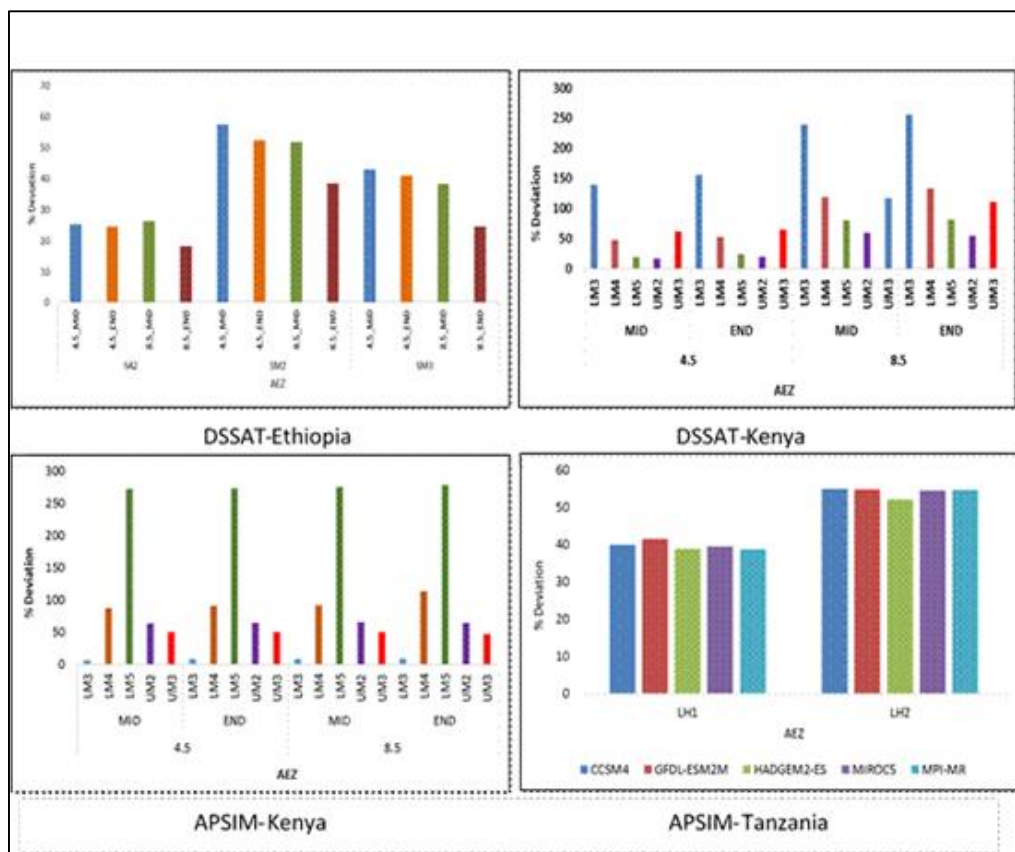 70
60
50
40
30
20
10
0
% Deviation
4.5_MID
4.5_END
8.5_MID
8.5_END
4.5_MID
4.5_END
8.5_MID
8.5_END
4.5_MID
4.5_END
8.5_MID
8.5_END
SA2
SM2
SM3
AEZ
DSSAT-Ethiopia
300
250
200
150
100
50
0
% Deviation
LM3 LM4 LM5 UM2 UM3 LM3 LM4 LM5 UM2 UM3 LM3 LM4 LM5 UM2 UM3 LM3 LM4 LM5 UM2 UM3
MID END MID END
4.5 8.5
AEZ
DSSAT-Kenya
300
250
200
150
100
50
0
% Deviation
LM3 LM4 LM5 UM2 UM3 LM3 LM4 LM5 UM2 UM3 LM3 LM4 LM5 UM2 UM3 LM3 LM4 LM5 UM2 UM3
MID END MID END
4.5 8.5
AEZ
APSIM-Kenya
60
50
40
30
20
10
0
% Deviation
LH1 LH2
AEZ
CCSM4 GFDL-ESM2M HADGEM2-ES MIROC5 MPI-MR
APSIM-Tanzania